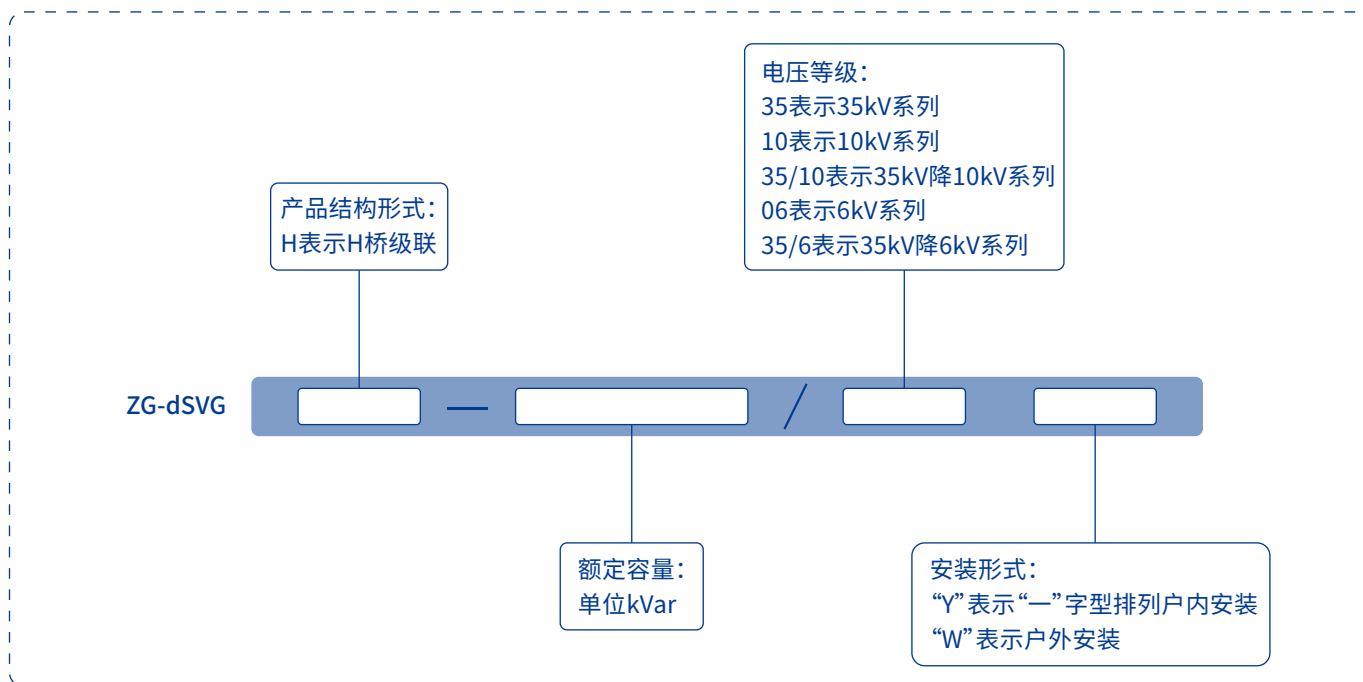 电压等级：
35表示35kV系列
10表示10kV系列
35/10表示35kV降10kV系列
06表示6kV系列
35/6表示35kV降6kV系列
产品结构形式：
H表示H桥级联
ZG-dSVG
—
/
额定容量：
单位kVar
安装形式：
“Y”表示“一”字型排列户内安装
“W”表示户外安装